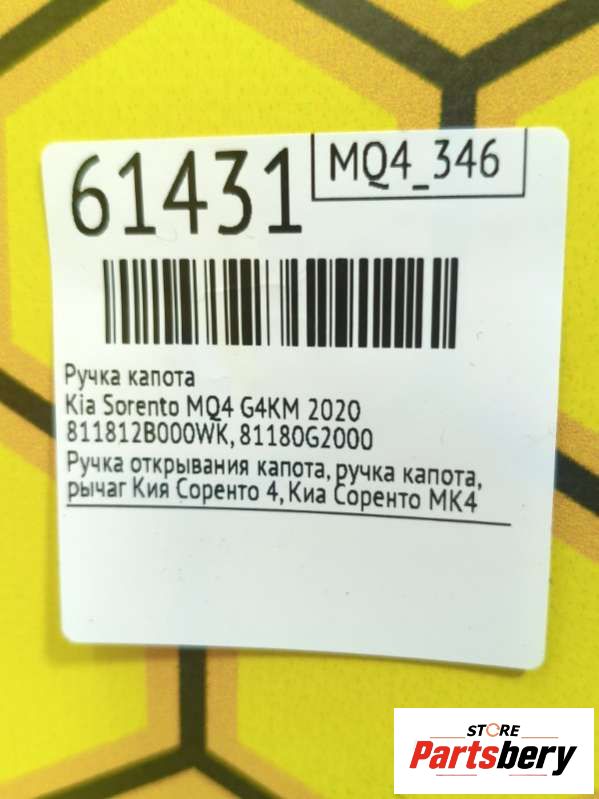 61431
MQ4_346
Ручка капота
Kia Sorento MQ4 G4KM 2020
811812B000WK, 81180G2000
Ручка открывания капота, ручка капота,
рычаг Кия Соренто 4, Киа Соренто МК4
STORE
Partsbery